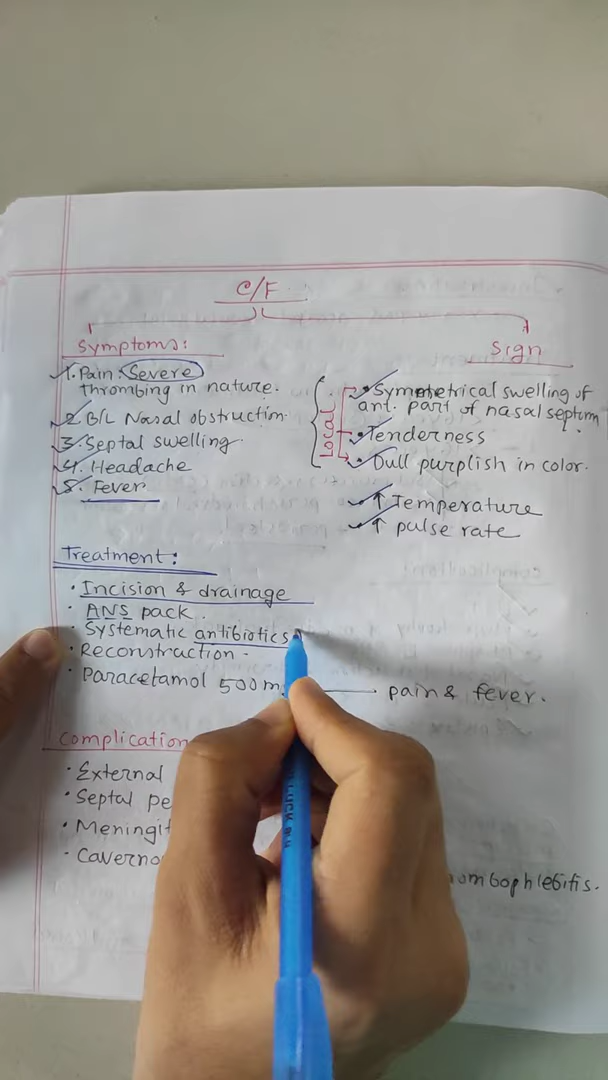 C/F
Symptoms:
1. Pain: Severe
thrombing in nature.
2. B/L Nasal obstruction.
3. Septal swelling.
4. Headache
5. Fever
Sign
Local
• Symmetrical swelling of
ant. part of nasal septum
• Tenderness
• Dull purplish in color.
↑ Temperature
↑ pulse rate
Treatment:
• Incision & drainage
• ANS pack.
• Systematic antibiotics
• Reconstruction -
• Paracetamol 500m —— pain & fever.
Complication
• External
• Septal pe
• Meningit
• Caverno ombophlebitis.